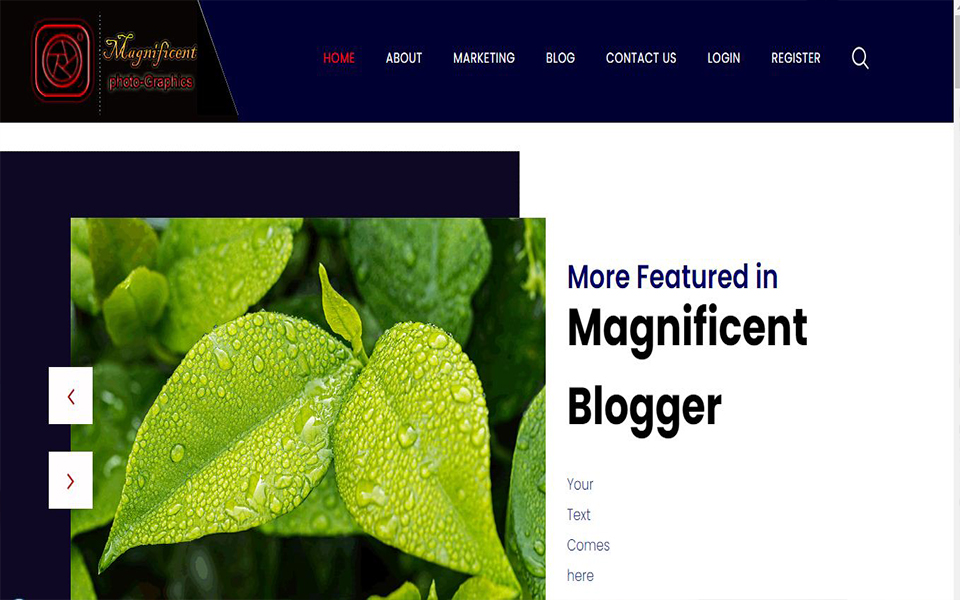 Magnificent
photo-Graphics
HOME ABOUT MARKETING BLOG CONTACT US LOGIN REGISTER
More Featured in
Magnificent
Blogger
Your
Text
Comes
here